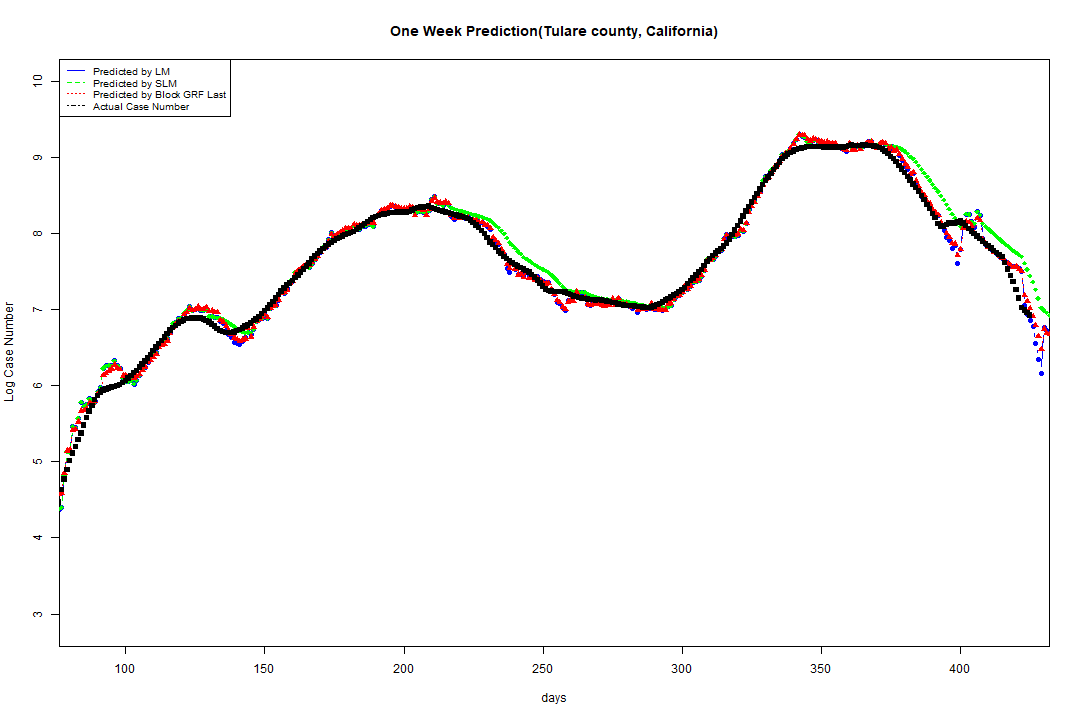 One Week Prediction(Tulare county, California)
Predicted by LM
Predicted by SLM
Predicted by Block GRF Last
Actual Case Number
10
9
8
7
6
5
4
3
Log Case Number
100 150 200 250 300 350 400
days